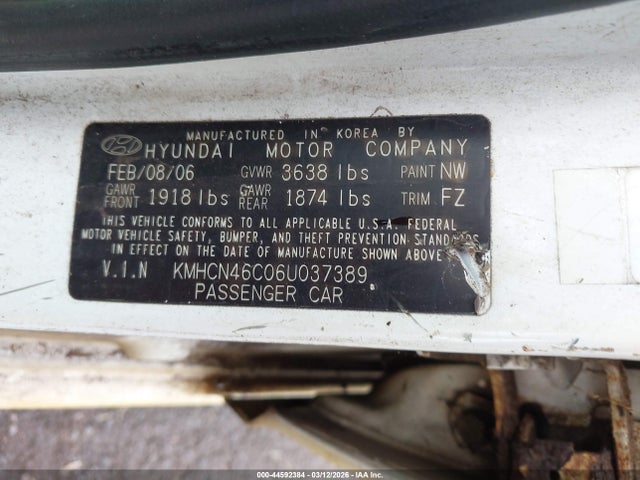 MANUFACTURED IN KOREA BY
HYUNDAI MOTOR COMPANY
FEB/08/06 GVWR 3638 lbs PAINT NW
GAWR FRONT 1918 lbs GAWR REAR 1874 lbs TRIM FZ
THIS VEHICLE CONFORMS TO ALL APPLICABLE U.S.A. FEDERAL
MOTOR VEHICLE SAFETY, BUMPER, AND THEFT PREVENTION STANDARDS
IN EFFECT ON THE DATE OF MANUFACTURE SHOWN ABOVE
V.I.N KMHCN46C06U037389
PASSENGER CAR
000-44592384 - 03/12/2026 - IAA Inc.